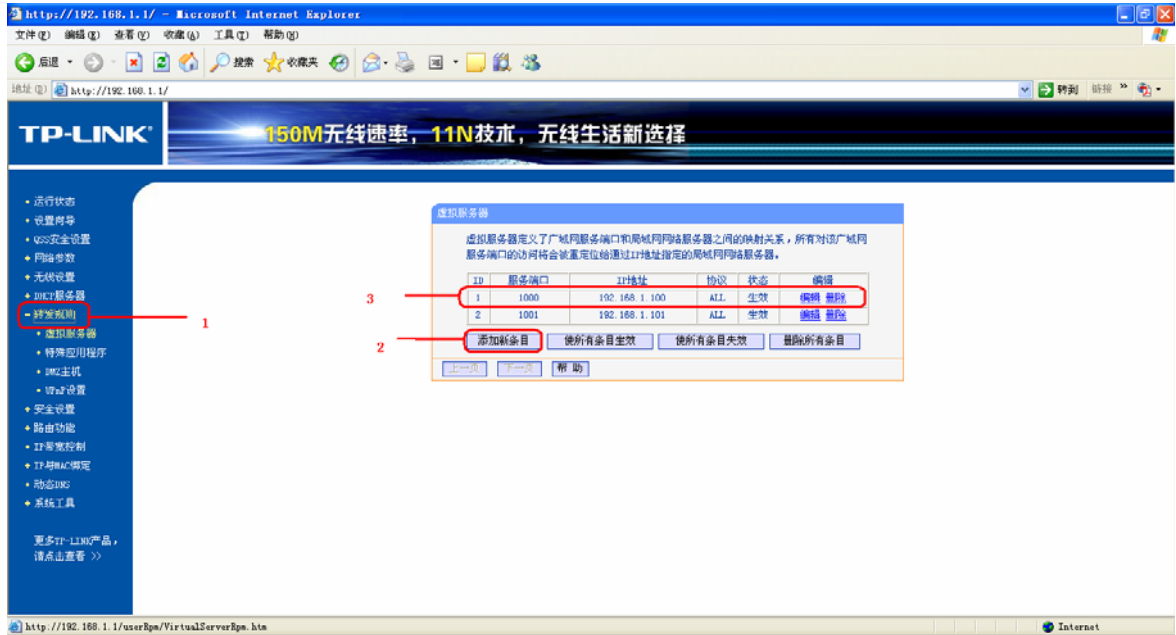 http://192.168.1.1/ - Microsoft Internet Explorer
文件(F) 编辑(E) 查看(V) 收藏(A) 工具(T) 帮助(H)
后退 搜索 收藏夹
地址(D) http://192.168.1.1/ 转到 链接 »
TP-LINK 150M无线速率，11N技术，无线生活新选择
运行状态
设置向导
QSS安全设置
网络参数
无线设置
DHCP服务器
转发规则
虚拟服务器
特殊应用程序
DMZ主机
UPnP设置
安全设置
路由功能
IP带宽控制
IP与MAC绑定
动态DNS
系统工具
更多TP-LINK产品，
请点击查看 >>
1
虚拟服务器
虚拟服务器定义了广域网服务端口和局域网网络服务器之间的映射关系，所有对该广域网
服务端口的访问将会被重定位给通过IP地址指定的局域网网络服务器。
ID 服务端口 IP地址 协议 状态 编辑
3 1 1000 192.168.1.100 ALL 生效 编辑 删除
2 1001 192.168.1.101 ALL 生效 编辑 删除
2 添加新条目 使所有条目生效 使所有条目失效 删除所有条目
上一页 下一页 帮 助
http://192.168.1.1/userRpm/VirtualServerRpm.htm Internet